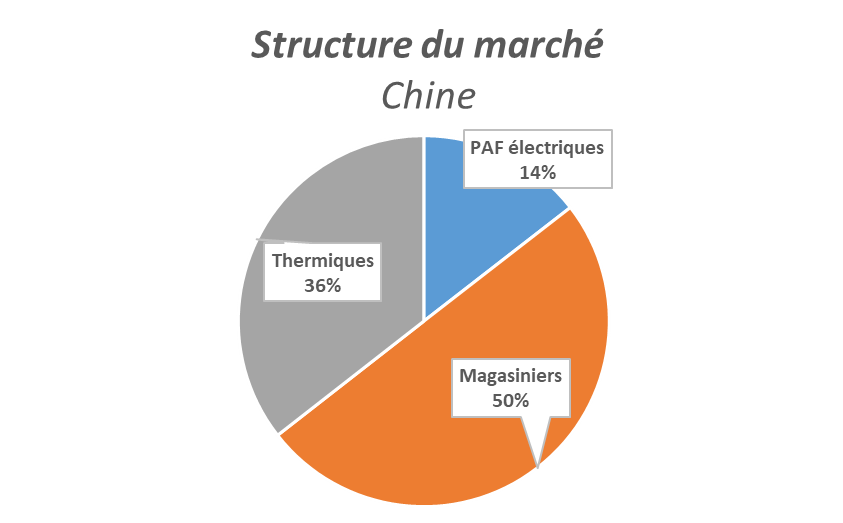 Structure du marché
Chine
PAF électriques
14%
Thermiques
36%
Magasiniers
50%